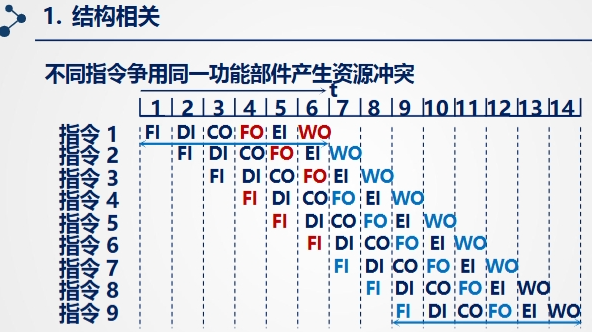 1. 结构相关
不同指令争用同一功能部件产生资源冲突
t
1 2 3 4 5 6 7 8 9 10 11 12 13 14
指令 1 FI DI CO FO EI WO
指令 2 FI DI CO FO EI WO
指令 3 FI DI CO FO EI WO
指令 4 FI DI CO FO EI WO
指令 5 FI DI CO FO EI WO
指令 6 FI DI CO FO EI WO
指令 7 FI DI CO FO EI WO
指令 8 FI DI CO FO EI WO
指令 9 FI DI CO FO EI WO